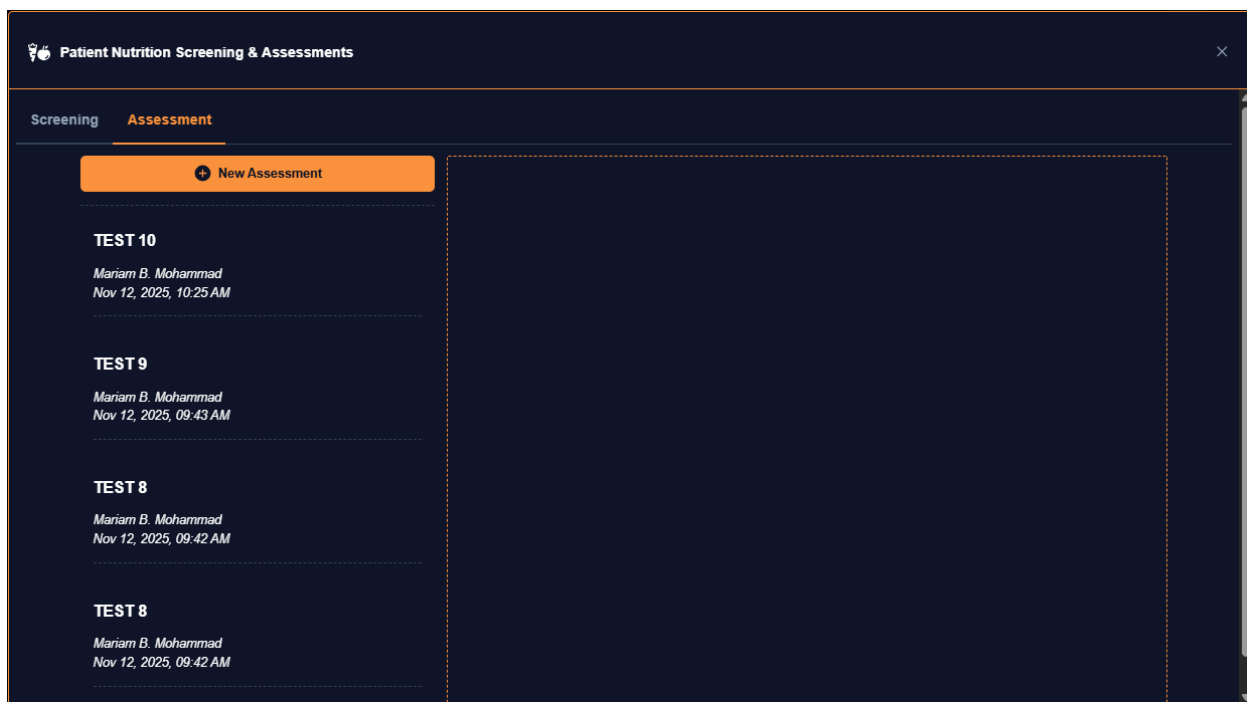 Patient Nutrition Screening & Assessments
Screening
Assessment
New Assessment
TEST 10
Mariam B. Mohammad
Nov 12, 2025, 10:25 AM
TEST 9
Mariam B. Mohammad
Nov 12, 2025, 09:43 AM
TEST 8
Mariam B. Mohammad
Nov 12, 2025, 09:42 AM
TEST 8
Mariam B. Mohammad
Nov 12, 2025, 09:42 AM